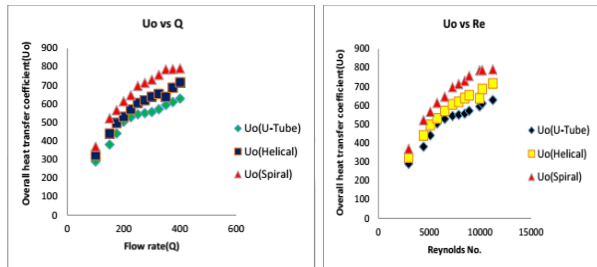 Uo vs Q
Overall heat transfer coefficient(Uo)
900
800
700
600
500
400
300
200
100
0
0
200
400
600
Flow rate(Q)
Uo(U-Tube)
Uo(Helical)
Uo(Spiral)
Uo vs Re
Overall heat transfer coefficient(Uo)
900
800
700
600
500
400
300
200
100
0
0
5000
10000
15000
Reynolds No.
Uo(U-Tube)
Uo(Helical)
Uo(Spiral)